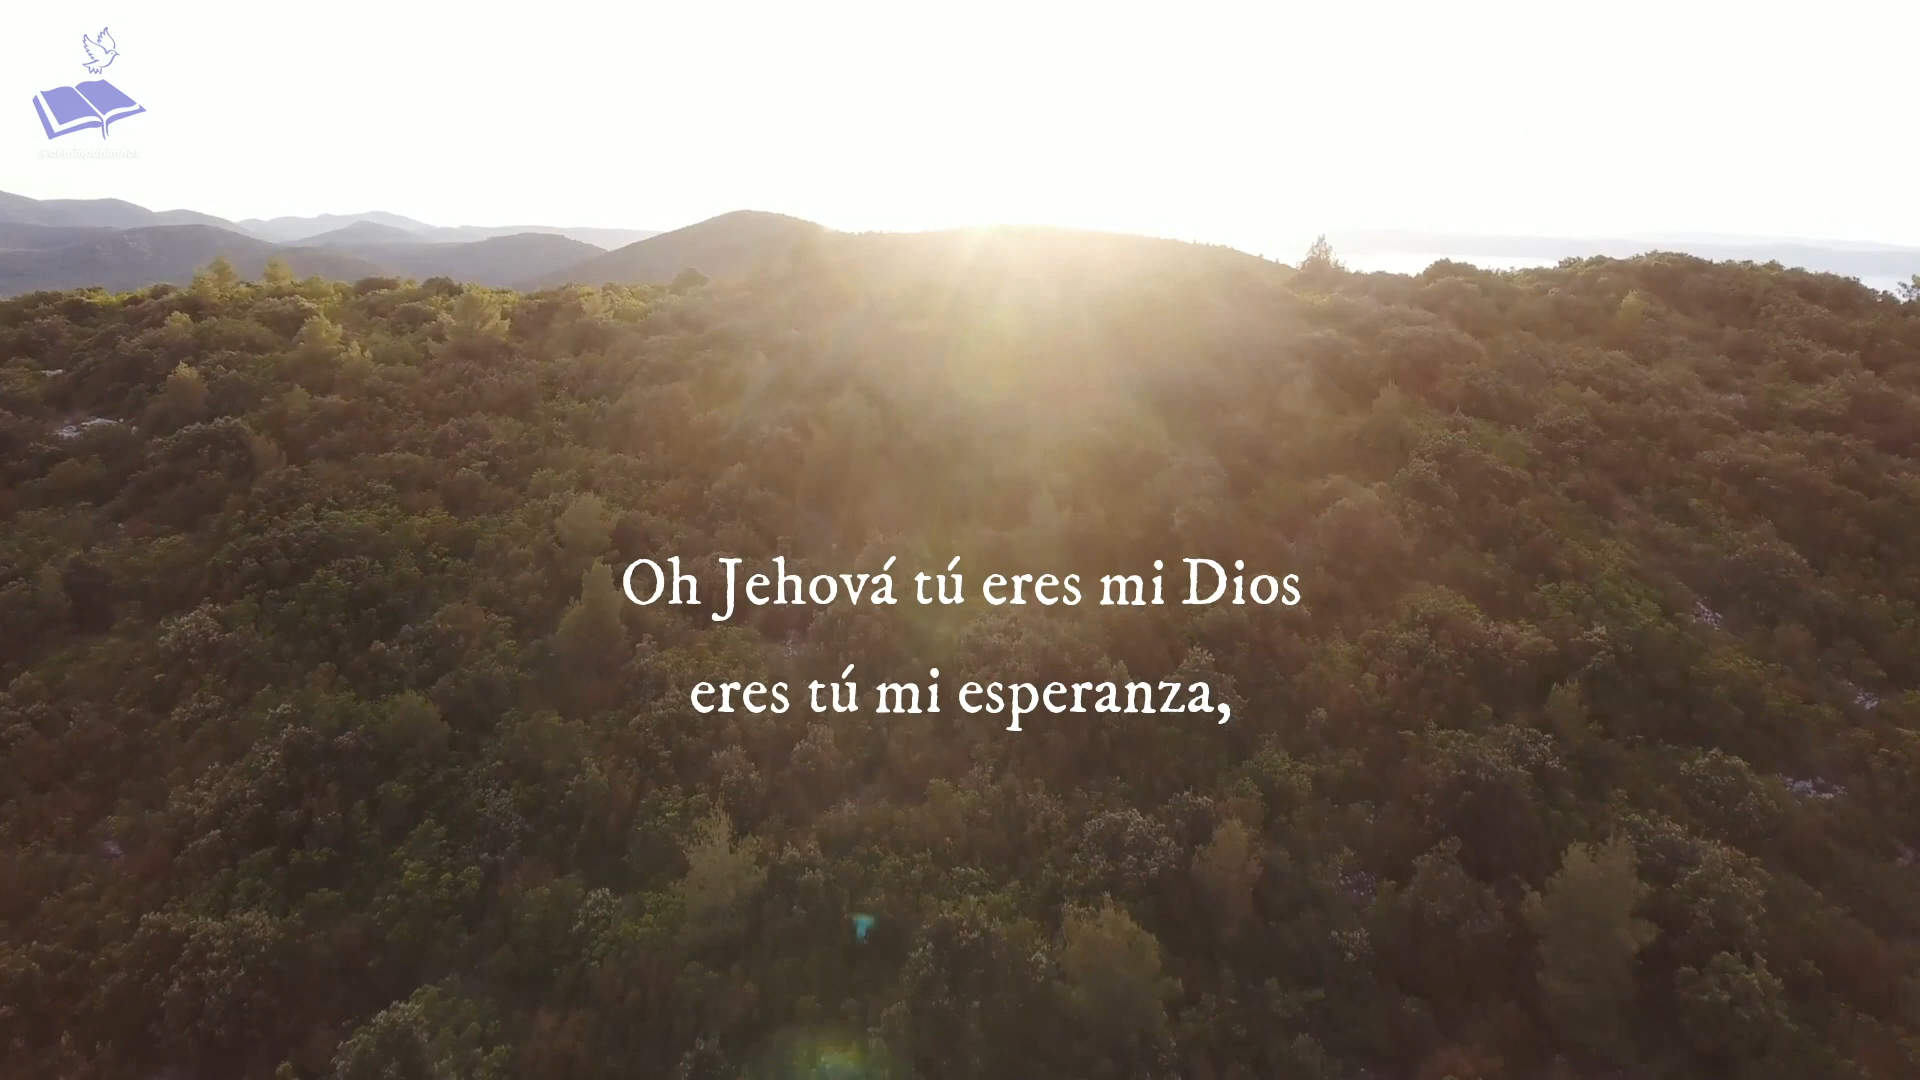 Oh Jehová tú eres mi Dios
eres tú mi esperanza,